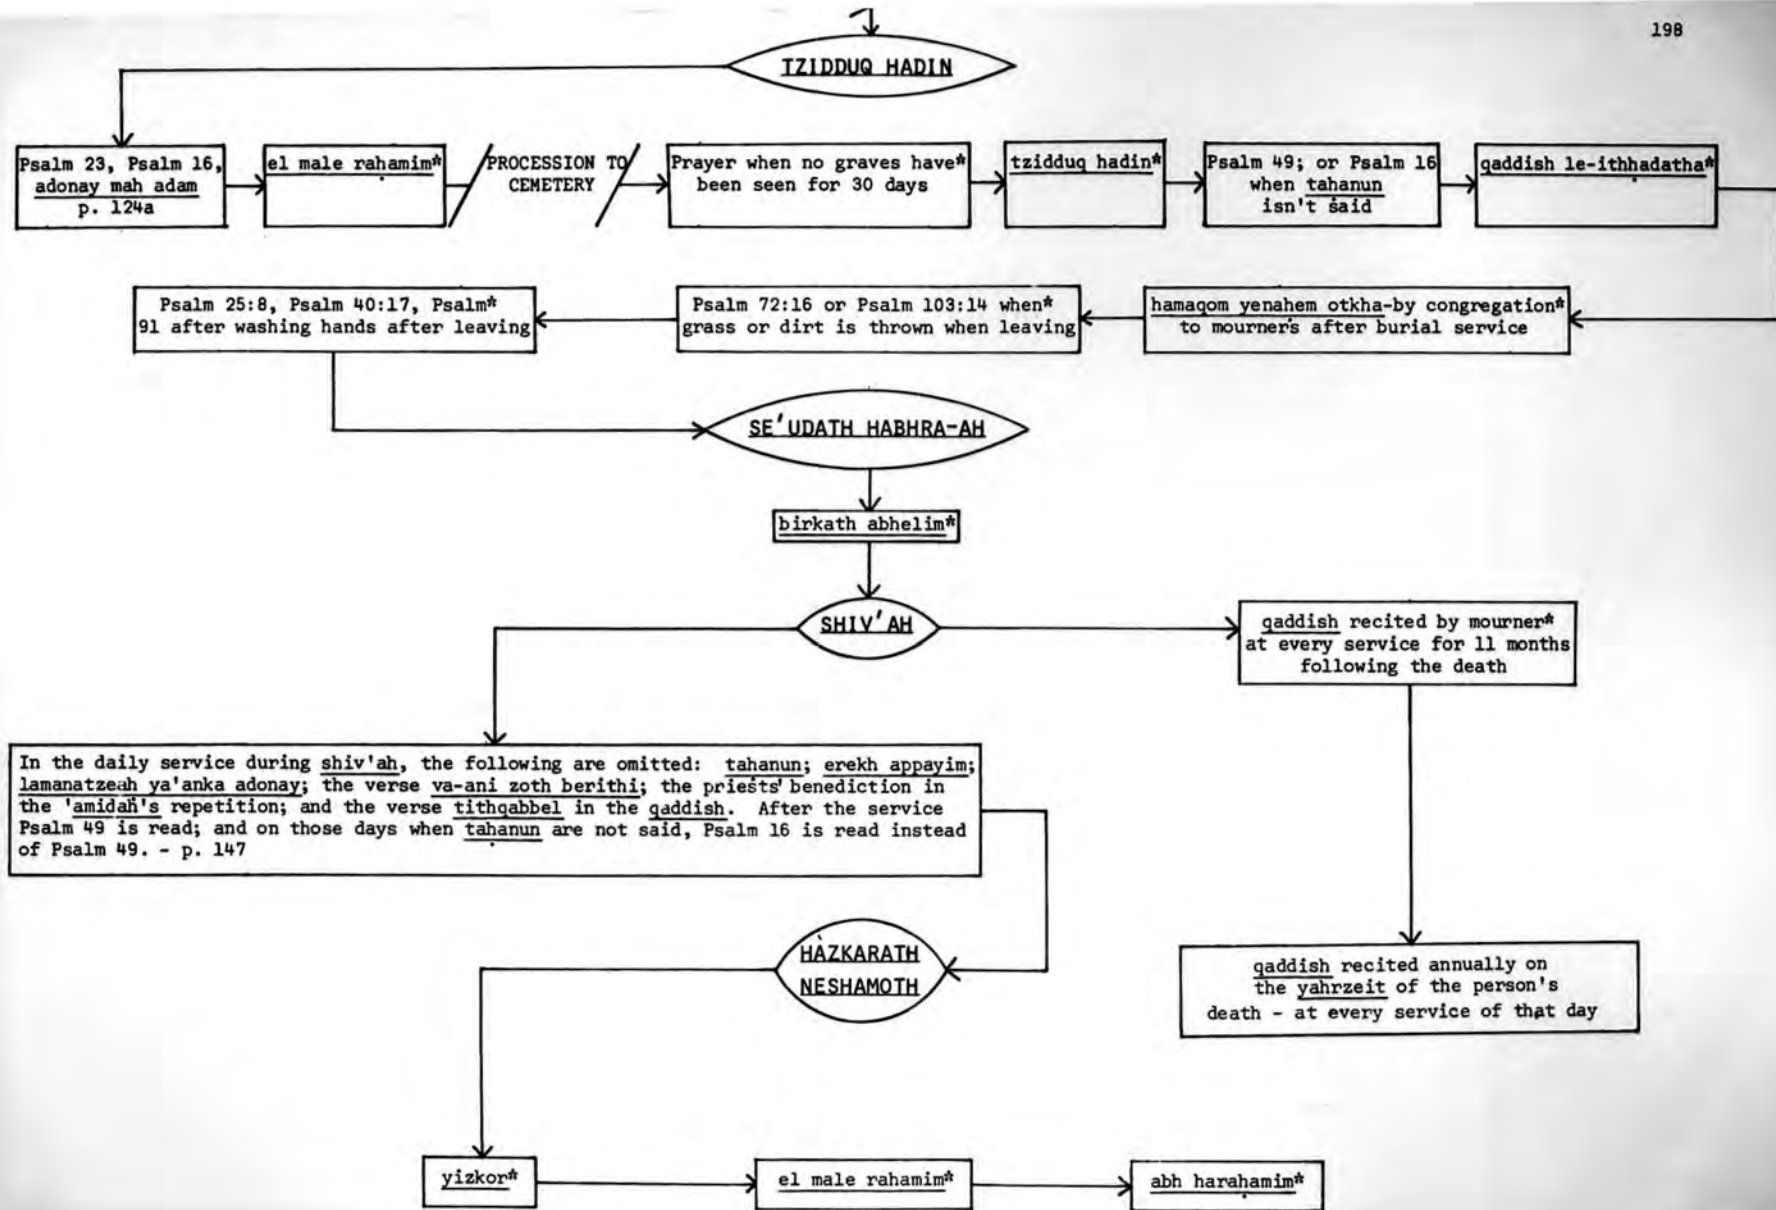 198
TZIDDUQ HADIN
Psalm 23, Psalm 16,
adonay mah adam
p. 124a
el male rahamim*
PROCESSION TO
CEMETERY
Prayer when no graves have*
been seen for 30 days
tzidduq hadin*
Psalm 49; or Psalm 16
when tahanun
isn't said
qaddish le-ithhadatha*
hamaqom yenahem otkha-by congregation*
to mourners after burial service
Psalm 72:16 or Psalm 103:14 when*
grass or dirt is thrown when leaving
Psalm 25:8, Psalm 40:17, Psalm*
91 after washing hands after leaving
SE'UDATH HABHRA-AH
birkath abhelim*
SHIV'AH
qaddish recited by mourner*
at every service for 11 months
following the death
In the daily service during shiv'ah, the following are omitted: tahanun; erekh appayim;
lamanatzeah ya'anka adonay; the verse va-ani zoth berithi; the priests' benediction in
the 'amidah's repetition; and the verse tithqabbel in the qaddish. After the service
Psalm 49 is read; and on those days when taḥanun are not said, Psalm 16 is read instead
of Psalm 49. - p. 147
qaddish recited annually on
the yahrzeit of the person's
death - at every service of that day
HAZKARATH
NESHAMOTH
yizkor*
el male rahamim*
abh haraḥamim*